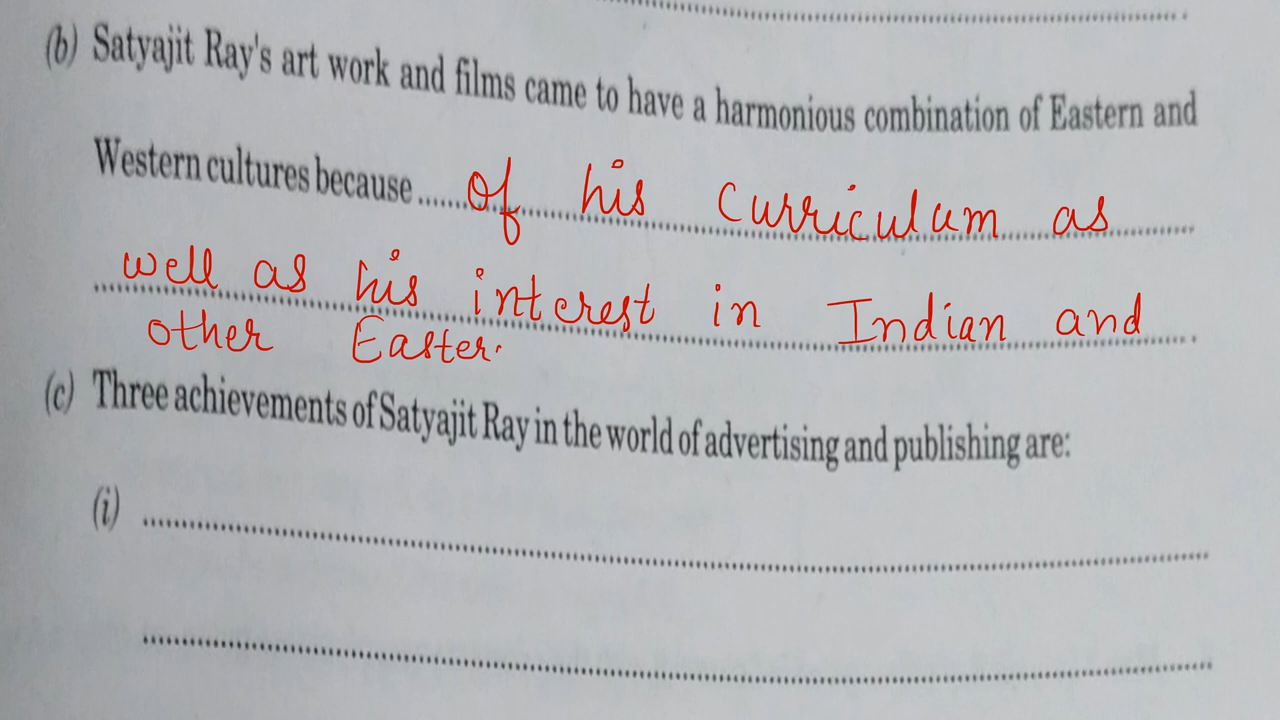 (b) Satyajit Ray's art work and films came to have a harmonious combination of Eastern and
Western cultures because...... of his curriculum as
well as his interest in Indian and
other Easter.
(c) Three achievements of Satyajit Ray in the world of advertising and publishing are:
(i)